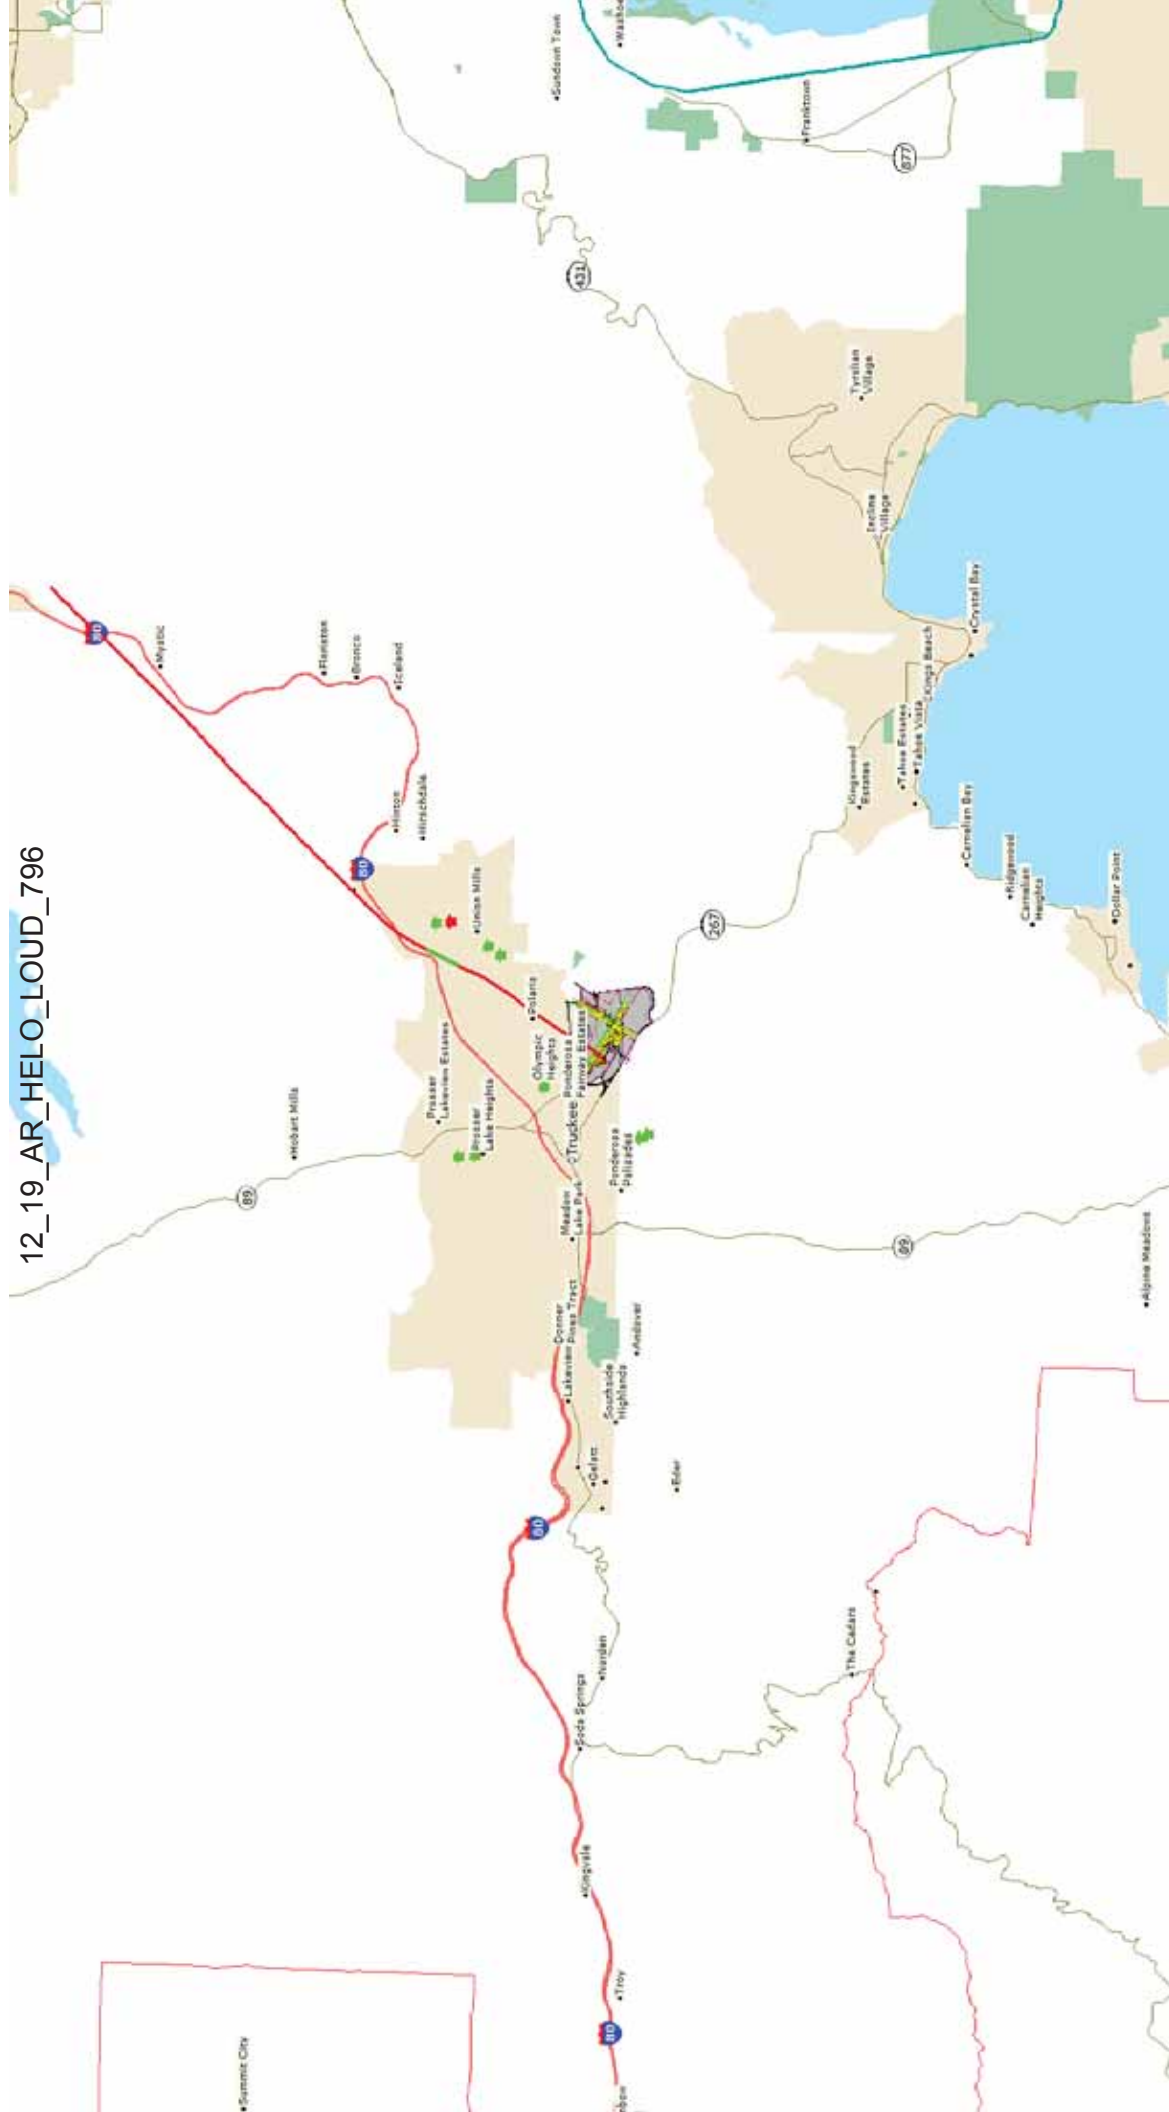 12_19_AR_HELO_LOUD_796
Summit City
80
Troy
Kingvale
Soda Springs
Norden
The Cedars
80
Eder
Southside
Highlands
Andover
Lakeview
Donner
Pines Tract
Meadow
Lake Park
89
89
Alpine Meadows
Hobart Mills
Prosser
Lakeview Estates
Prosser
Lake Heights
Truckee
Ponderosa
Palisades
Olympic
Heights
Ponderosa
Fairway Estates
Polaris
Union Mills
80
Hinton
Hirschdale
Iceland
Bronco
Floriston
Mystic
80
267
Dollar Point
Carnelian
Heights
Ridgewood
Carnelian Bay
Kingswood
Estates
Tahoe Estates
Tahoe Vista
Kings Beach
Crystal Bay
Incline
Village
Tyrolian
Village
431
877
Franktown
Sundown Town